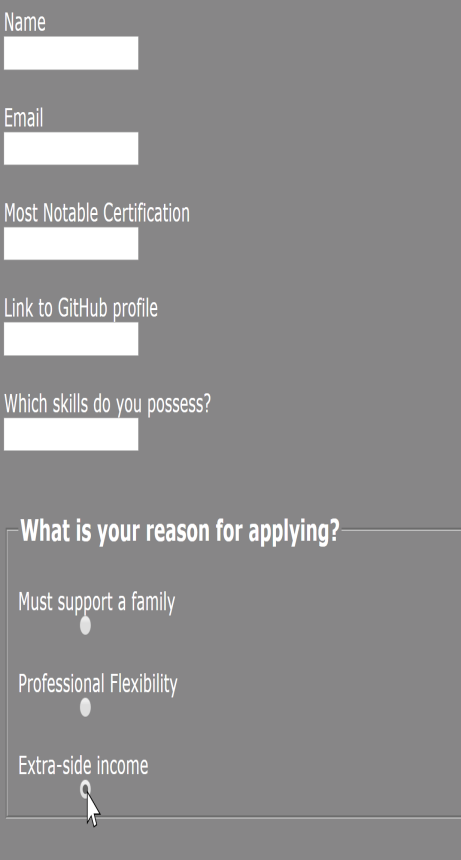 Name
Email
Most Notable Certification
Link to GitHub profile
Which skills do you possess?
What is your reason for applying?
Must support a family
Professional Flexibility
Extra-side income